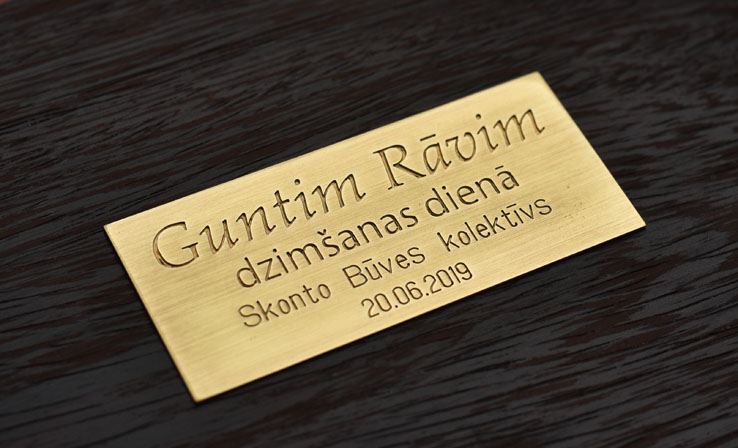 Guntim Rāvim
dzimšanas dienā
Skonto Būves kolektīvs
20.06.2019